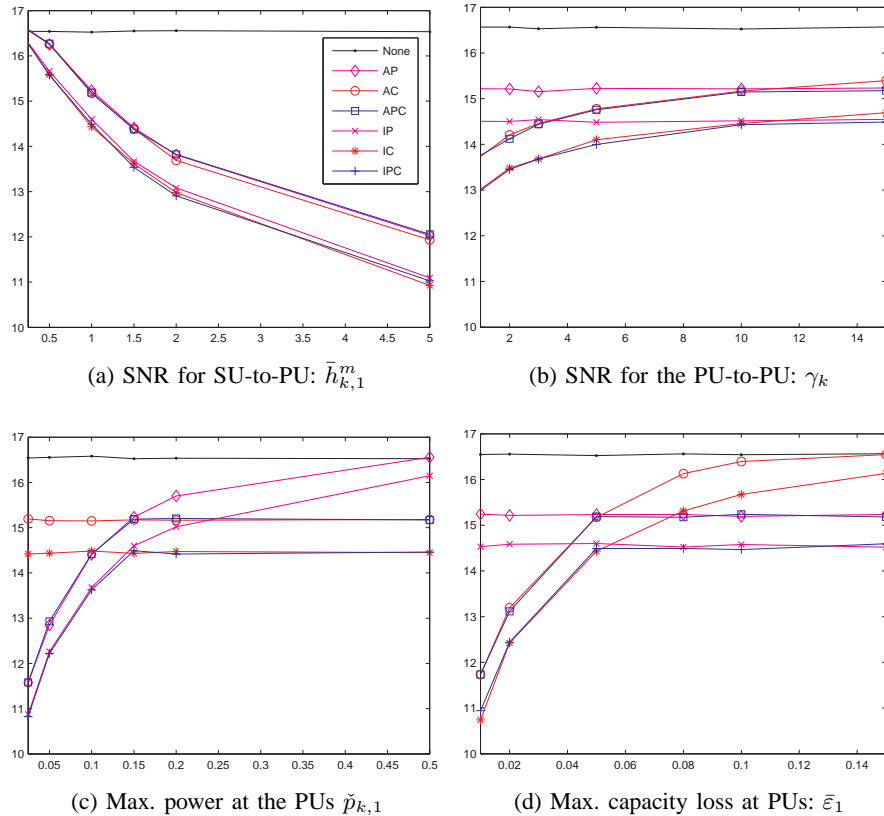 17
16
15
14
13
12
11
10
0.5 1 1.5 2 2.5 3 3.5 4 4.5 5
None
AP
AC
APC
IP
IC
IPC
(a) SNR for SU-to-PU: h̄ᵐₖ,₁
17
16
15
14
13
12
11
10
2 4 6 8 10 12 14
(b) SNR for the PU-to-PU: γₖ
17
16
15
14
13
12
11
10
0.05 0.1 0.15 0.2 0.25 0.3 0.35 0.4 0.45 0.5
(c) Max. power at the PUs p̌ₖ,₁
17
16
15
14
13
12
11
10
0.02 0.04 0.06 0.08 0.1 0.12 0.14
(d) Max. capacity loss at PUs: ε̄₁